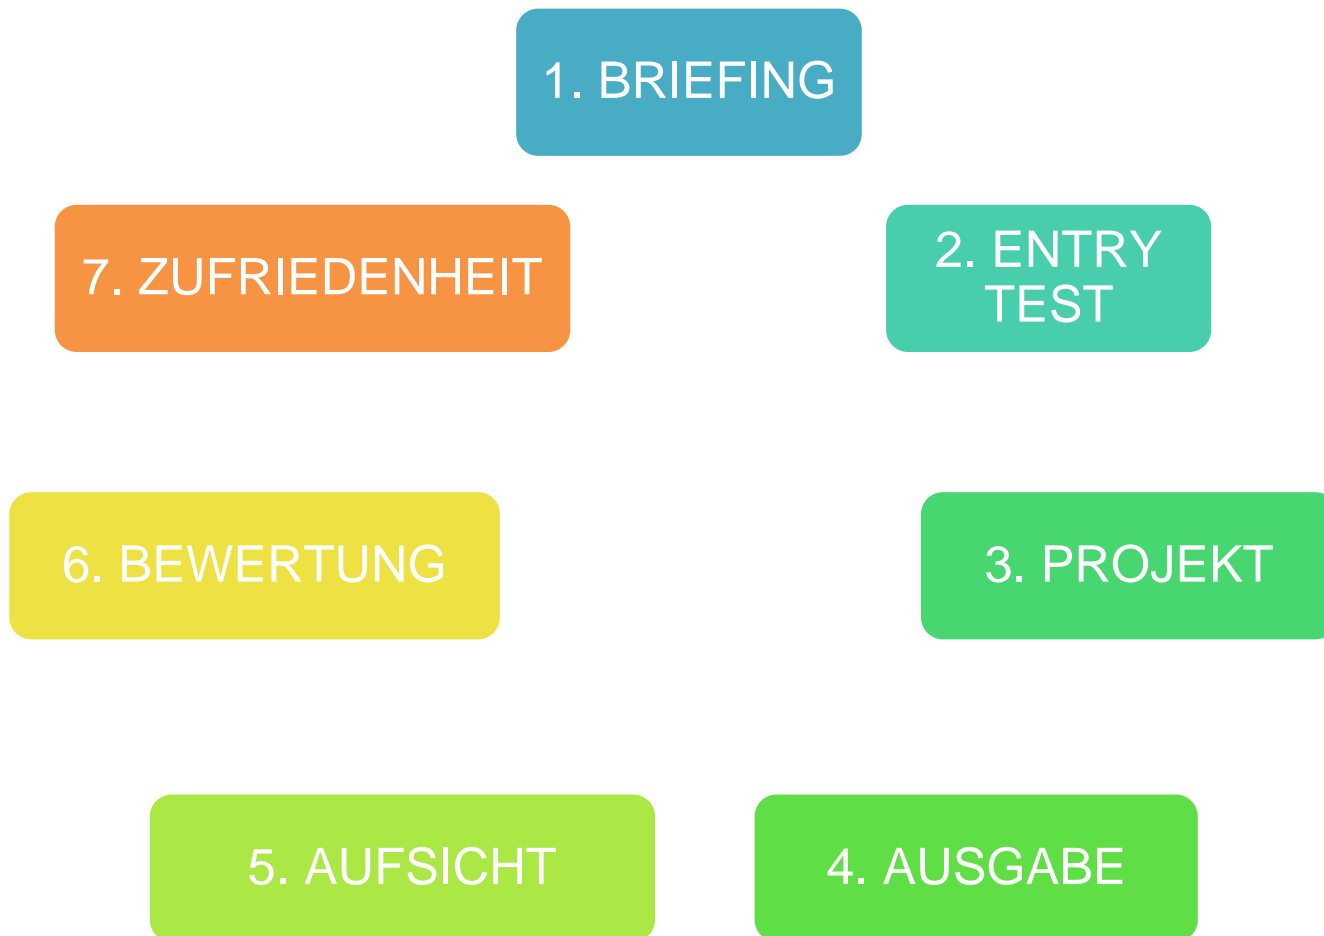 1. BRIEFING
2. ENTRY
TEST
3. PROJEKT
4. AUSGABE
5. AUFSICHT
6. BEWERTUNG
7. ZUFRIEDENHEIT